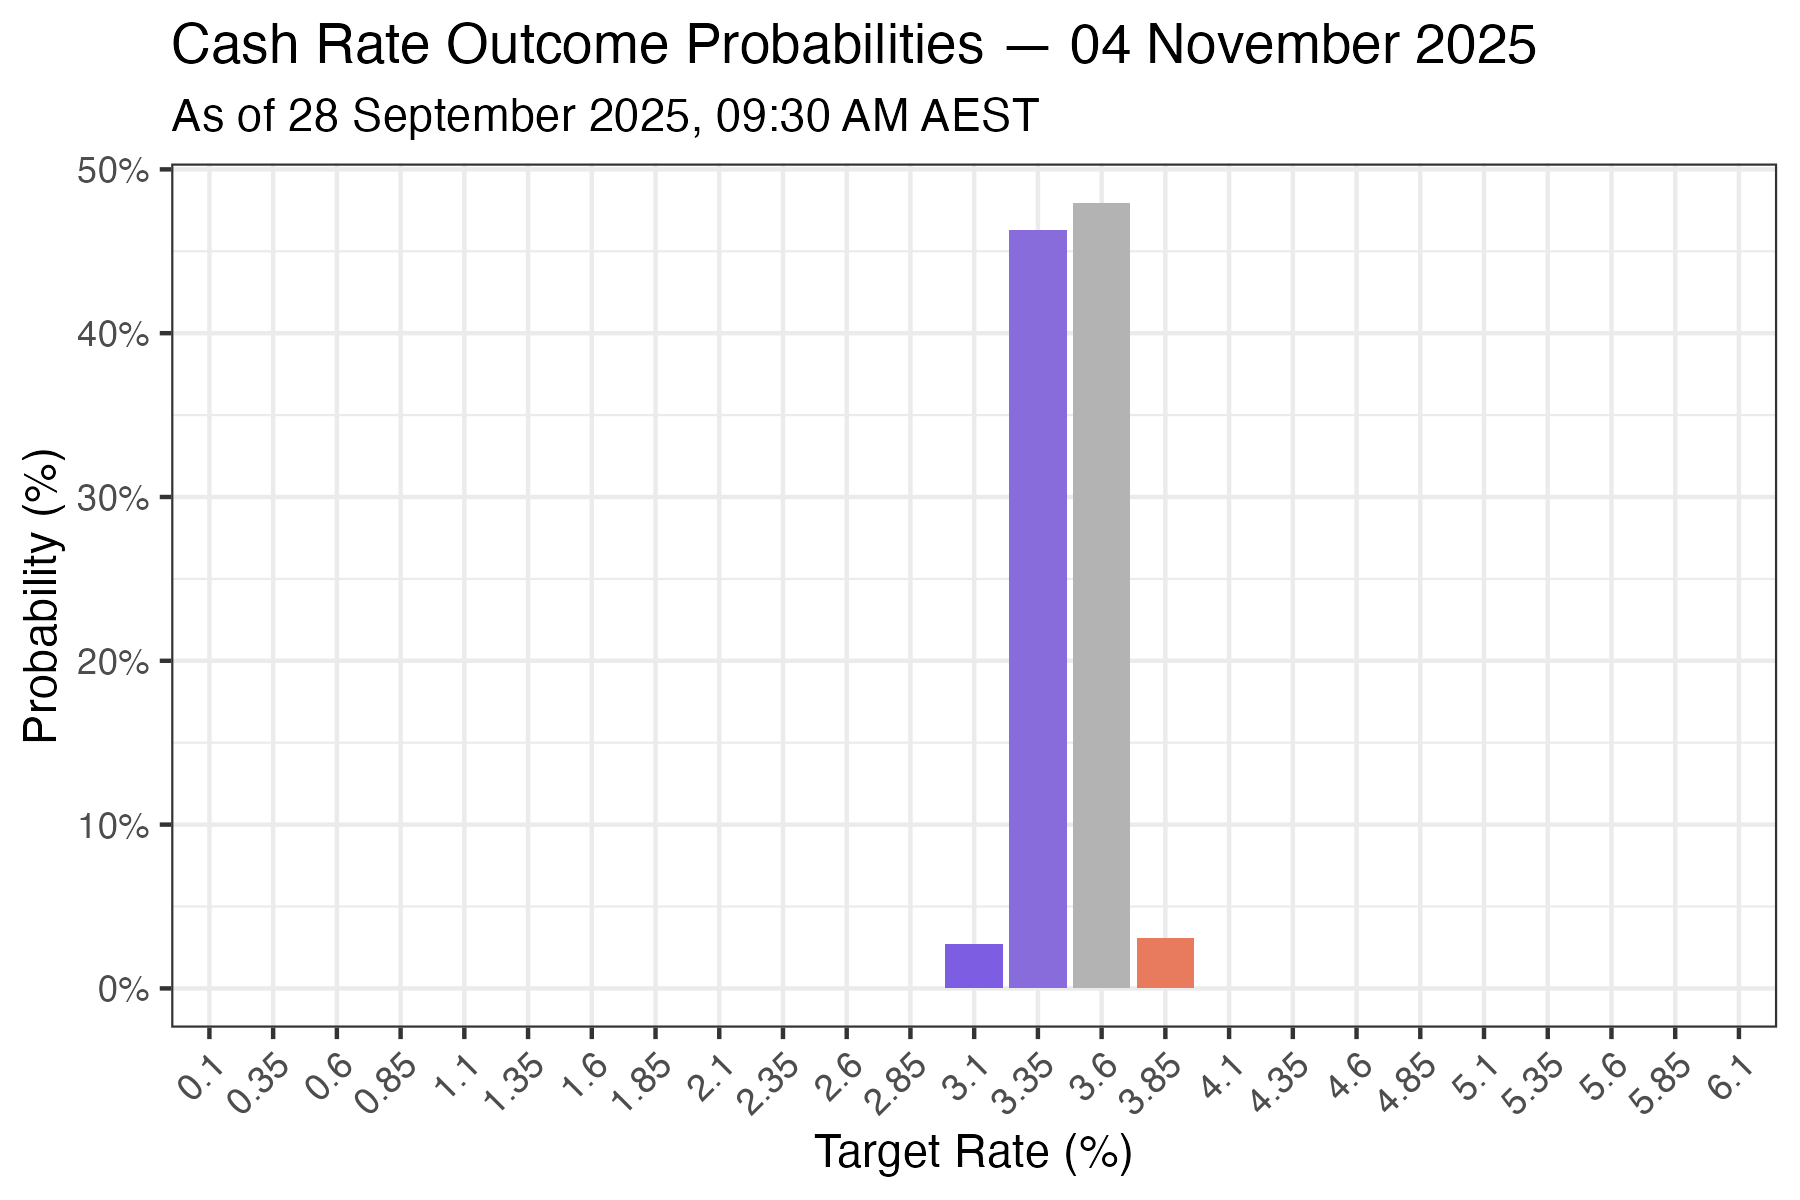 Cash Rate Outcome Probabilities — 04 November 2025
As of 28 September 2025, 09:30 AM AEST
Probability (%)
50%
40%
30%
20%
10%
0%
0.1 0.35 0.6 0.85 1.1 1.35 1.6 1.85 2.1 2.35 2.6 2.85 3.1 3.35 3.6 3.85 4.1 4.35 4.6 4.85 5.1 5.35 5.6 5.85 6.1
Target Rate (%)